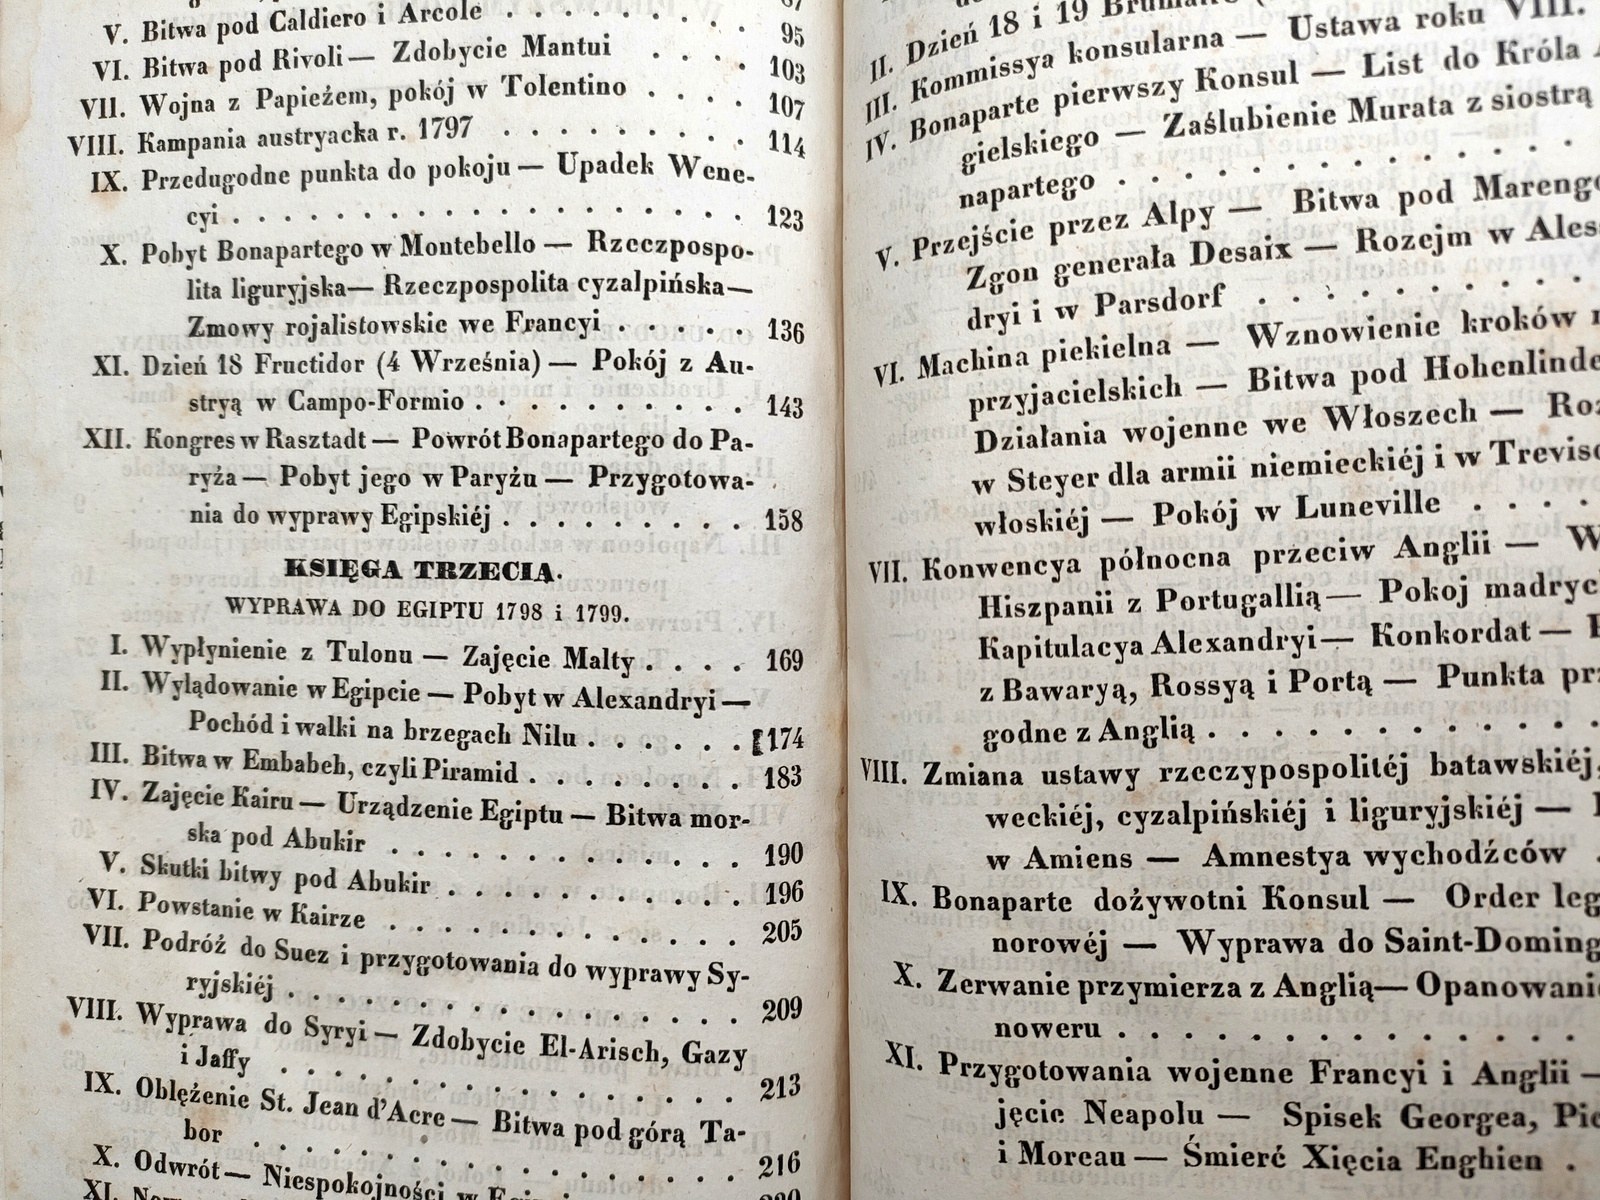 V. Bitwa pod Caldiero i Arcole . . . . . . . . 95
VI. Bitwa pod Rivoli — Zdobycie Mantui . . . . 103
VII. Wojna z Papieżem, pokój w Tolentino . . . . 107
VIII. Kampania austryacka r. 1797 . . . . . . . . 114
IX. Przedugodne punkta do pokoju — Upadek Wene-
cyi . . . . . . . . . . . . . . . . . . 123
X. Pobyt Bonapartego w Montebello — Rzeczpospo-
lita liguryjska — Rzeczpospolita cyzalpińska —
Zmowy rojalistowskie we Francyi . . . . . 136
XI. Dzień 18 Fructidor (4 Września) — Pokój z Au-
stryą w Campo-Formio . . . . . . . . . 143
XII. Kongres w Rasztadt — Powrót Bonapartego do Pa-
ryża — Pobyt jego w Paryżu — Przygotowa-
nia do wyprawy Egipskiéj . . . . . . . . . 158
KSIĘGA TRZECIA.
WYPRAWA DO EGIPTU 1798 i 1799.
I. Wypłynienie z Tulonu — Zajęcie Malty . . . . 169
II. Wylądowanie w Egipcie — Pobyt w Alexandryi —
Pochód i walki na brzegach Nilu . . . . . . 174
III. Bitwa w Embabeh, czyli Piramid . . . . . . . 183
IV. Zajęcie Kairu — Urządzenie Egiptu — Bitwa mor-
ska pod Abukir . . . . . . . . . . . . 190
V. Skutki bitwy pod Abukir . . . . . . . . . . 196
VI. Powstanie w Kairze . . . . . . . . . . . . 205
VII. Podróż do Suez i przygotowania do wyprawy Sy-
ryjskiéj . . . . . . . . . . . . . . . 209
VIII. Wyprawa do Syryi — Zdobycie El-Arisch, Gazy
i Jaffy . . . . . . . . . . . . . . . . 213
IX. Oblężenie St. Jean d'Acre — Bitwa pod górą Ta-
bor . . . . . . . . . . . . . . . . . 216
X. Odwrót — Niespokojności w
XI.
II. Dzień 18 i 19
III. Kommissya konsularna — Ustawa roku VIII.
IV. Bonaparte pierwszy Konsul — List do Króla
gielskiego — Zaślubienie Murata z siostrą
napartego . . . . . . . . . . . .
V. Przejście przez Alpy — Bitwa pod Marengo
Zgon generała Desaix — Rozejm w Ales
dryi i w Parsdorf . . . . . . . . .
VI. Machina piekielna — Wznowienie kroków
przyjacielskich — Bitwa pod Hohenlinde
Działania wojenne we Włoszech — Roz
w Steyer dla armii niemieckiéj i w Treviso
włoskiéj — Pokój w Luneville . . . .
VII. Konwencya północna przeciw Anglii — W
Hiszpanii z Portugallią — Pokoj madryc
Kapitulacya Alexandryi — Konkordat —
z Bawaryą, Rossyą i Portą — Punkta prz
godne z Anglią . . . . . . . . . . .
VIII. Zmiana ustawy rzeczypospolitéj batawskiéj,
weckiéj, cyzalpińskiéj i liguryjskiéj —
w Amiens — Amnestya wychodźców .
IX. Bonaparte dożywotni Konsul — Order leg
norowéj — Wyprawa do Saint-Doming
X. Zerwanie przymierza z Anglią — Opanowani
noweru . . . . . . . . . . . . .
XI. Przygotowania wojenne Francyi i Anglii —
jęcie Neapolu — Spisek Georgea, Pic
i Moreau — Śmierć Xięcia Enghien .